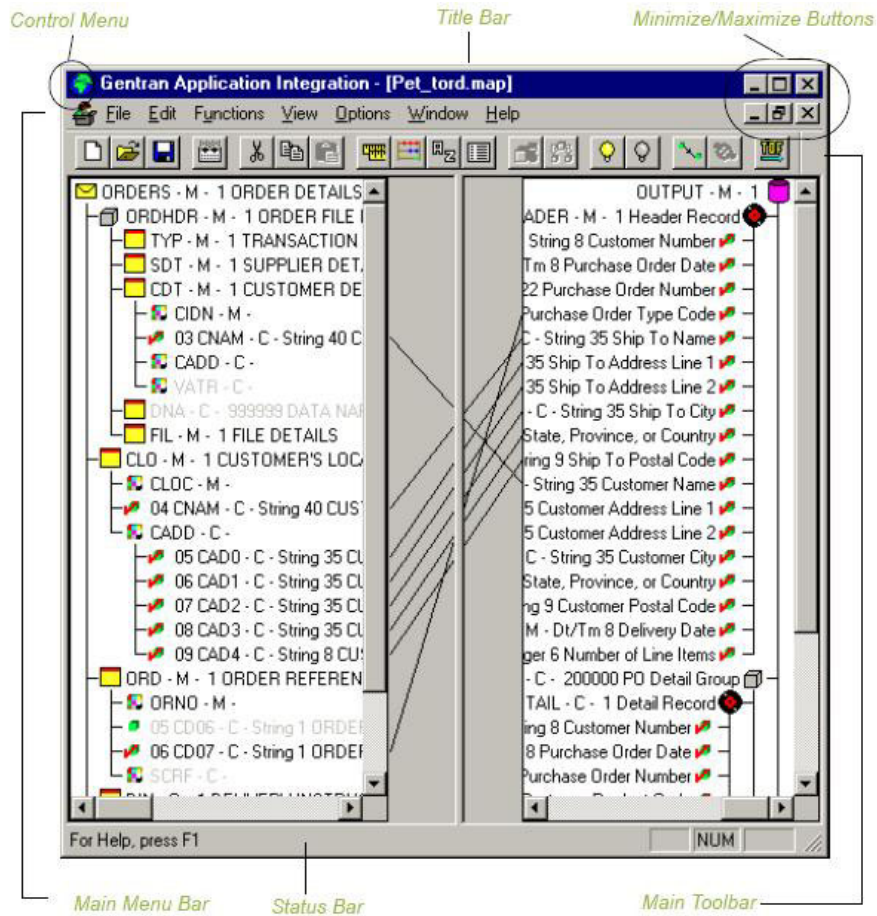 Control Menu
Title Bar
Minimize/Maximize Buttons
Gentran Application Integration - [Pet_tord.map]
File Edit Functions View Options Window Help
ORDERS - M - 1 ORDER DETAILS
ORDHDR - M - 1 ORDER FILE
TYP - M - 1 TRANSACTION
SDT - M - 1 SUPPLIER DET
CDT - M - 1 CUSTOMER DE
CIDN - M -
03 CNAM - C - String 40 C
CADD - C -
VATR - C -
DNA - C - 999999 DATA NAR
FIL - M - 1 FILE DETAILS
CLO - M - 1 CUSTOMER'S LOCA
CLOC - M -
04 CNAM - C - String 40 CUST
CADD - C -
05 CAD0 - C - String 35 CU
06 CAD1 - C - String 35 CU
07 CAD2 - C - String 35 CU
08 CAD3 - C - String 35 CU
09 CAD4 - C - String 8 CUS
ORD - M - 1 ORDER REFEREN
ORNO - M -
05 CD06 - C - String 1 ORDER
06 CD07 - C - String 1 ORDER
SCRF - C -
OUTPUT - M - 1
ADER - M - 1 Header Record
String 8 Customer Number
Tm 8 Purchase Order Date
22 Purchase Order Number
Purchase Order Type Code
C - String 35 Ship To Name
35 Ship To Address Line 1
35 Ship To Address Line 2
- C - String 35 Ship To City
State, Province, or Country
ring 9 Ship To Postal Code
- String 35 Customer Name
5 Customer Address Line 1
5 Customer Address Line 2
C - String 35 Customer City
State, Province, or Country
ng 9 Customer Postal Code
M - Dt/Tm 8 Delivery Date
ger 6 Number of Line Items
- C - 200000 PO Detail Group
TAIL - C - 1 Detail Record
ing 8 Customer Number
8 Purchase Order Date
Purchase Order Number
For Help, press F1
NUM
Main Menu Bar
Status Bar
Main Toolbar